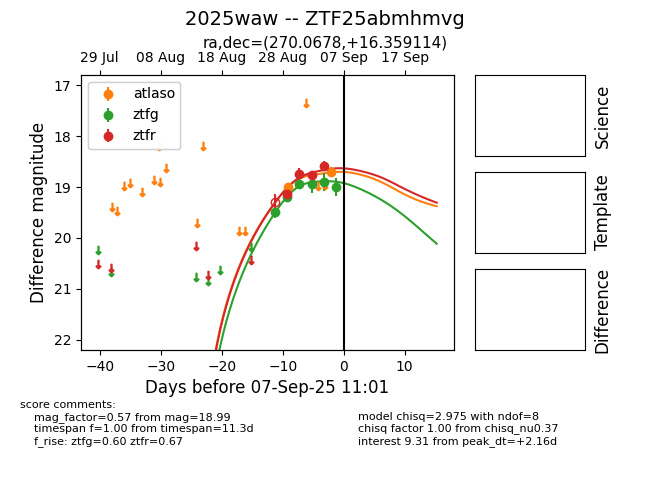 2025waw -- ZTF25abmhmvg
ra,dec=(270.0678,+16.359114)
29 Jul 08 Aug 18 Aug 28 Aug 07 Sep 17 Sep
atlaso
ztfg
ztfr
17
18
19
20
21
22
Difference magnitude
−40 −30 −20 −10 0 10
Days before 07-Sep-25 11:01
Science
Template
Difference
score comments:
mag_factor=0.57 from mag=18.99
timespan f=1.00 from timespan=11.3d
f_rise: ztfg=0.60 ztfr=0.67
model chisq=2.975 with ndof=8
chisq factor 1.00 from chisq_nu0.37
interest 9.31 from peak_dt=+2.16d